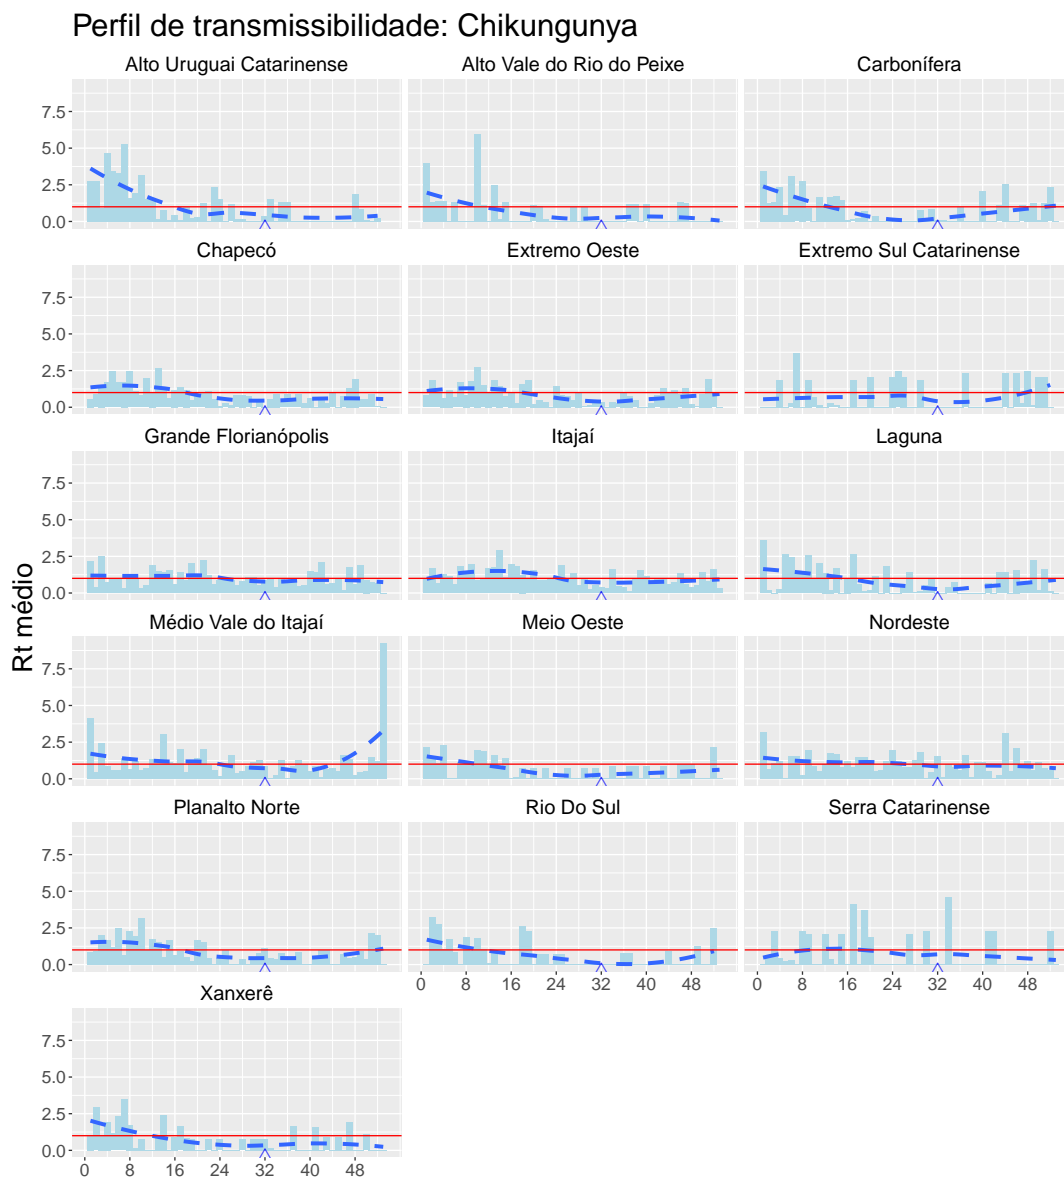 Perfil de transmissibilidade: Chikungunya
Alto Uruguai Catarinense Alto Vale do Rio do Peixe Carbonífera
7.5
5.0
2.5
0.0
Chapecó Extremo Oeste Extremo Sul Catarinense
7.5
5.0
2.5
0.0
Grande Florianópolis Itajaí Laguna
7.5
5.0
2.5
0.0
Rt médio
Médio Vale do Itajaí Meio Oeste Nordeste
7.5
5.0
2.5
0.0
Planalto Norte Rio Do Sul Serra Catarinense
7.5
5.0
2.5
0.0
0 8 16 24 32 40 48 0 8 16 24 32 40 48
Xanxerê
7.5
5.0
2.5
0.0
0 8 16 24 32 40 48